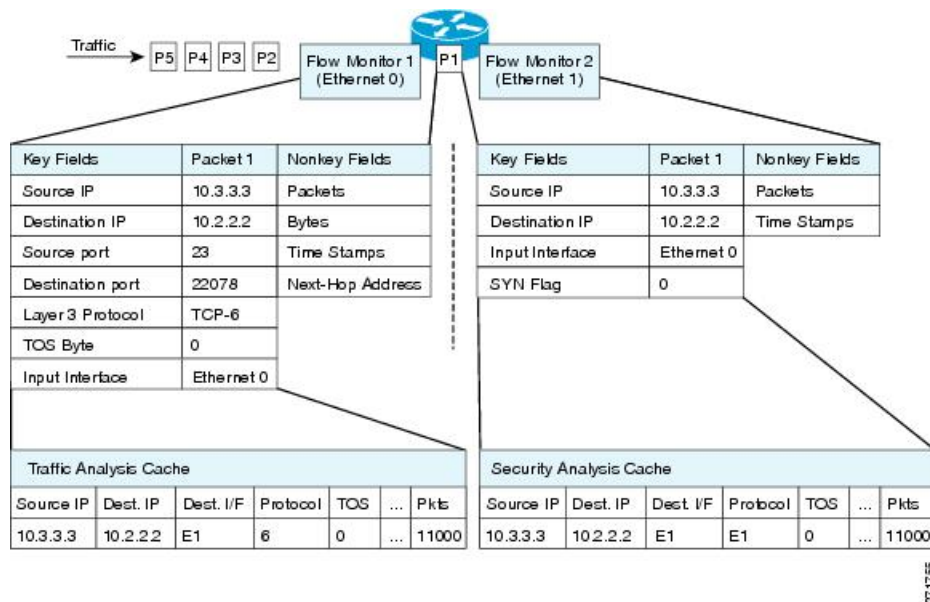 Traffic
P5 P4 P3 P2
Flow Monitor 1
(Ethernet 0)
P1
Flow Monitor 2
(Ethernet 1)
Key Fields Packet 1 Nonkey Fields
Source IP 10.3.3.3 Packets
Destination IP 10.2.2.2 Bytes
Source port 23 Time Stamps
Destination port 22078 Next-Hop Address
Layer 3 Protocol TCP-6
TOS Byte 0
Input Interface Ethernet 0
Key Fields Packet 1 Nonkey Fields
Source IP 10.3.3.3 Packets
Destination IP 10.2.2.2 Time Stamps
Input Interface Ethernet 0
SYN Flag 0
Traffic Analysis Cache
Source IP Dest. IP Dest. I/F Protocol TOS ... Pkts
10.3.3.3 10.2.2.2 E1 6 0 ... 11000
Security Analysis Cache
Source IP Dest. IP Dest. I/F Protocol TOS ... Pkts
10.3.3.3 10.2.2.2 E1 E1 0 ... 11000